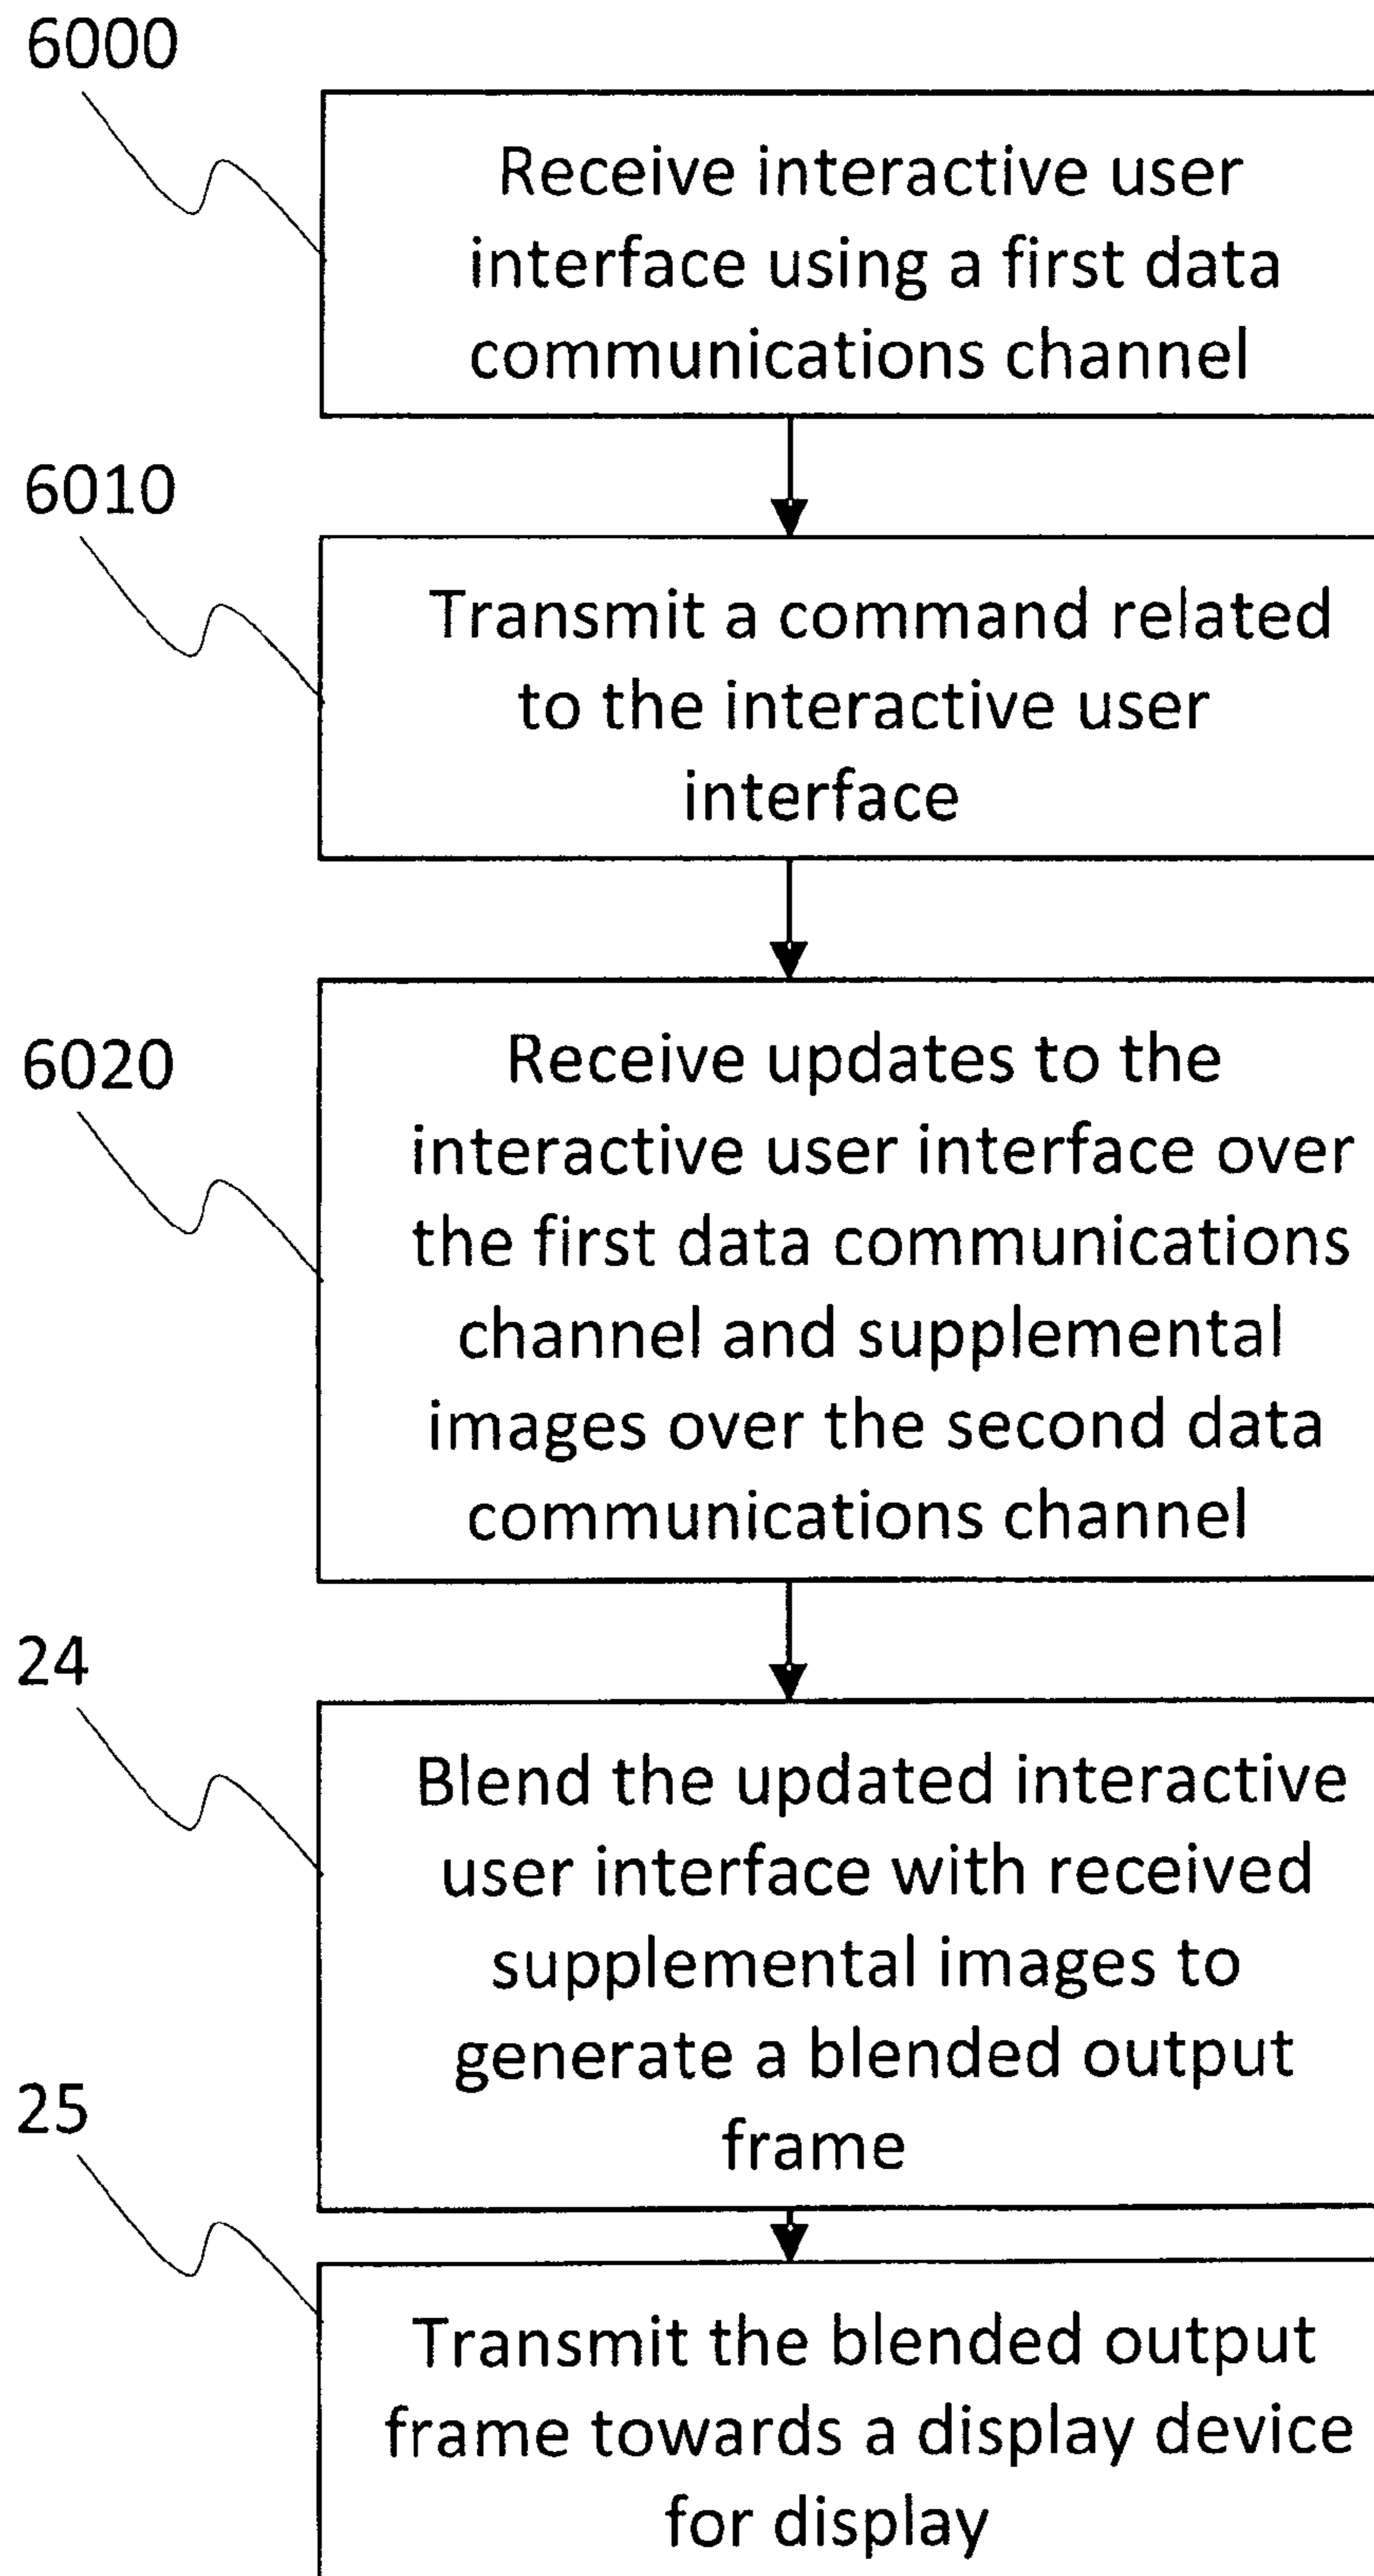 6000
Receive interactive user
interface using a first data
communications channel
6010
Transmit a command related
to the interactive user
interface
6020
Receive updates to the
interactive user interface over
the first data communications
channel and supplemental
images over the second data
communications channel
24
Blend the updated interactive
user interface with received
supplemental images to
generate a blended output
frame
25
Transmit the blended output
frame towards a display device
for display